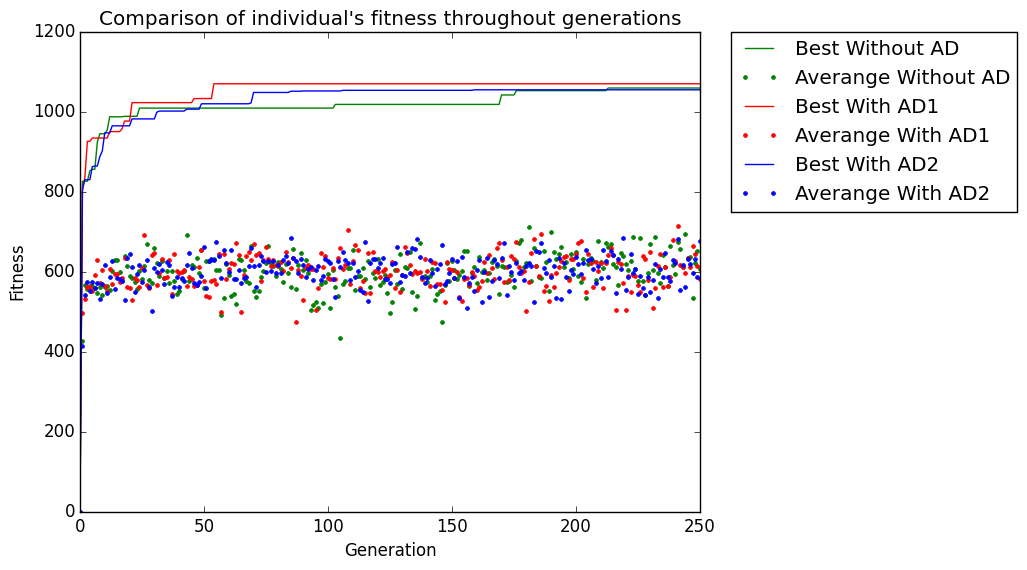 Comparison of individual's fitness throughout generations
1200
1000
800
600
400
200
0
Fitness
0 50 100 150 200 250
Generation
Best Without AD
Averange Without AD
Best With AD1
Averange With AD1
Best With AD2
Averange With AD2